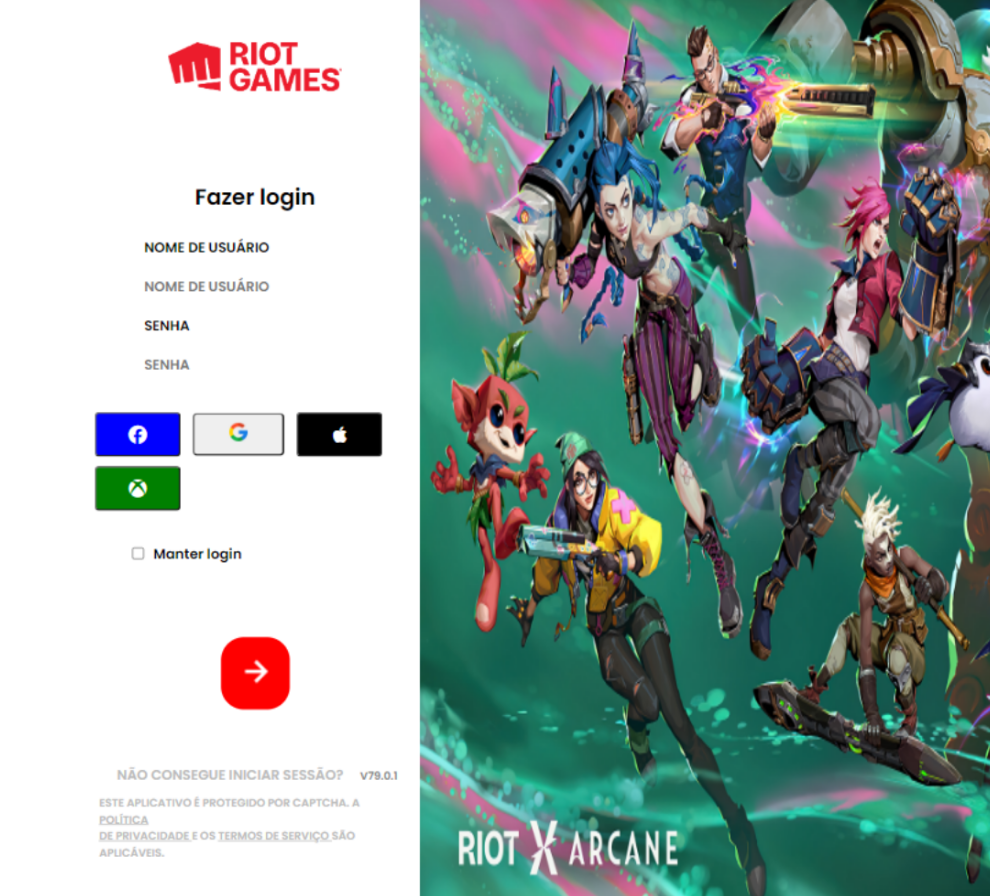 RIOT
GAMES
Fazer login
NOME DE USUÁRIO
NOME DE USUÁRIO
SENHA
SENHA
Manter login
NÃO CONSEGUE INICIAR SESSÃO? V79.0.1
ESTE APLICATIVO É PROTEGIDO POR CAPTCHA. A
POLÍTICA
DE PRIVACIDADE E OS TERMOS DE SERVIÇO SÃO
APLICÁVEIS.
RIOT X ARCANE